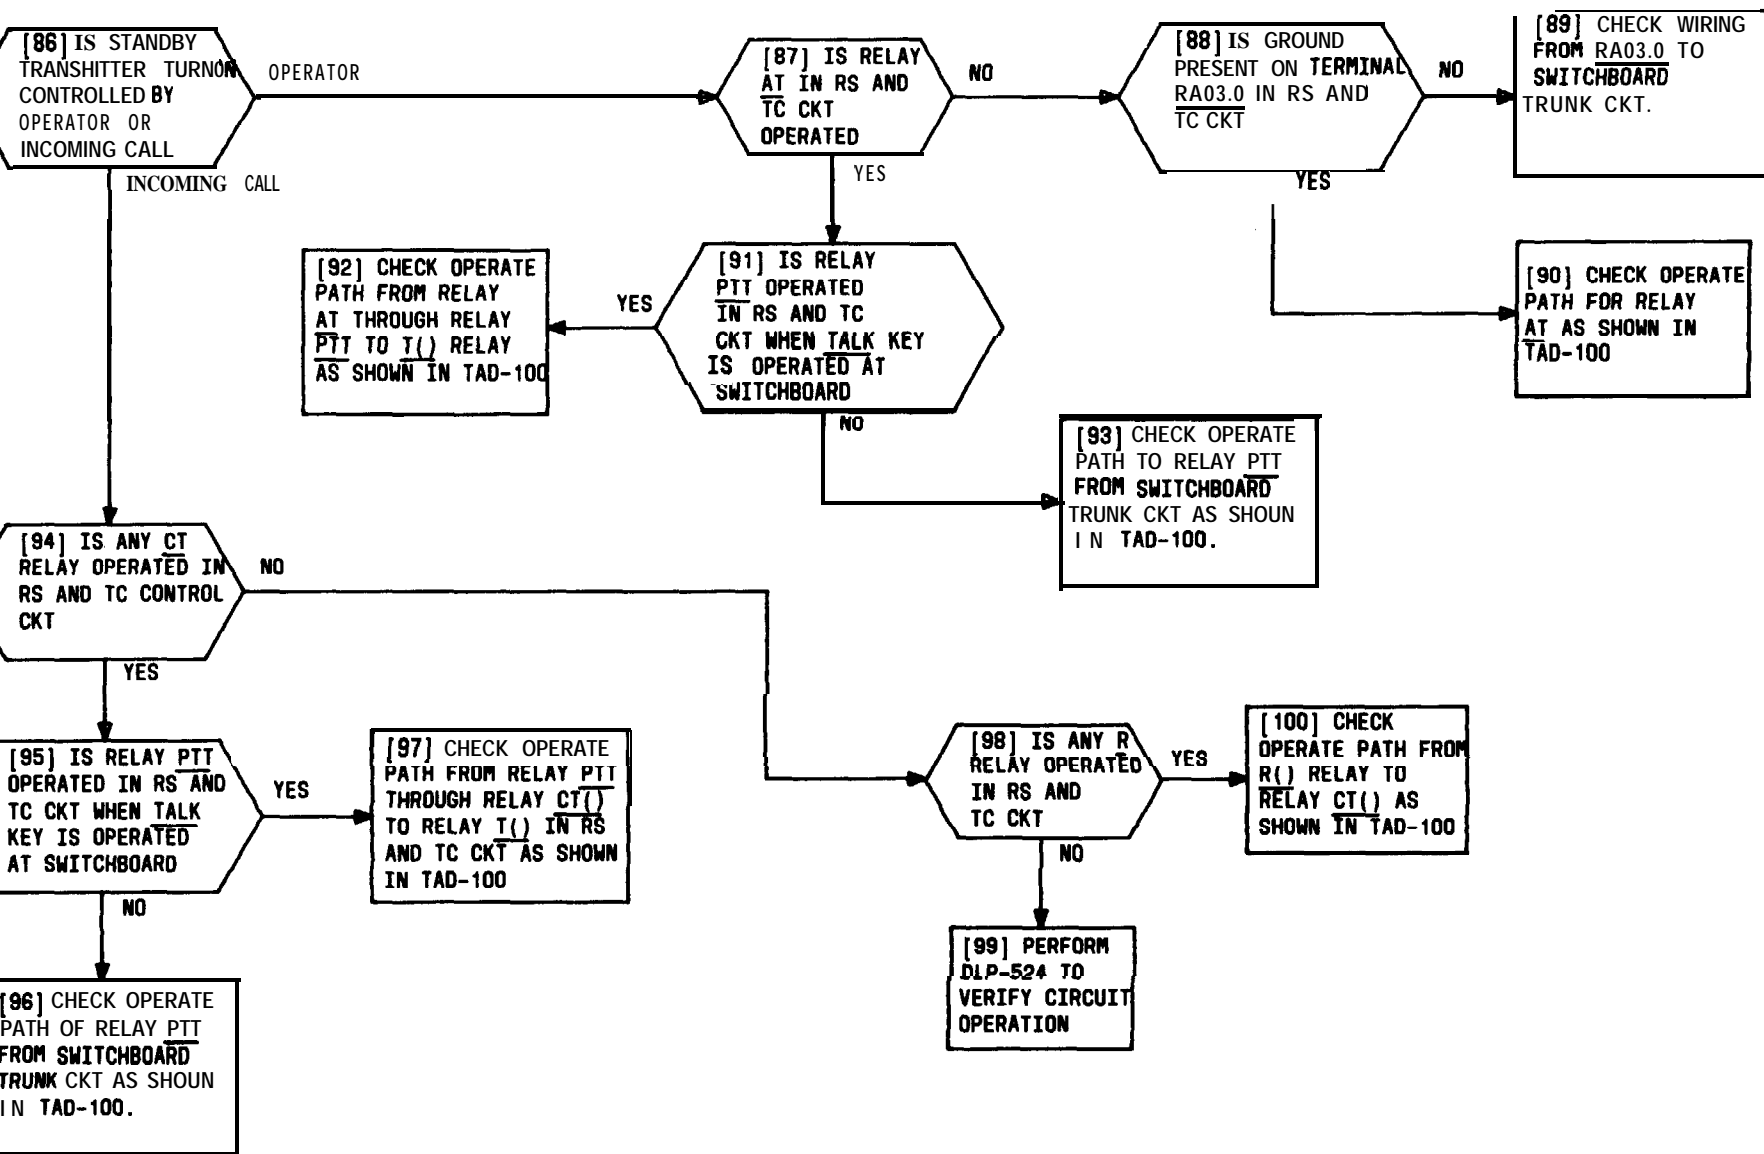 [86] IS STANDBY
TRANSHITTER TURNON
CONTROLLED BY
OPERATOR OR
INCOMING CALL
OPERATOR
INCOMING CALL
[87] IS RELAY
AT IN RS AND
TC CKT
OPERATED
NO
YES
[88] IS GROUND
PRESENT ON TERMINAL
RA03.0 IN RS AND
TC CKT
NO
YES
[89] CHECK WIRING
FROM RA03.0 TO
SWITCHBOARD
TRUNK CKT.
[90] CHECK OPERATE
PATH FOR RELAY
AT AS SHOWN IN
TAD-100
[91] IS RELAY
PTT OPERATED
IN RS AND TC
CKT WHEN TALK KEY
IS OPERATED AT
SWITCHBOARD
YES
NO
[92] CHECK OPERATE
PATH FROM RELAY
AT THROUGH RELAY
PTT TO T() RELAY
AS SHOWN IN TAD-100
[93] CHECK OPERATE
PATH TO RELAY PTT
FROM SWITCHBOARD
TRUNK CKT AS SHOUN
IN TAD-100.
[94] IS ANY CT
RELAY OPERATED IN
RS AND TC CONTROL
CKT
NO
YES
[95] IS RELAY PTT
OPERATED IN RS AND
TC CKT WHEN TALK
KEY IS OPERATED
AT SWITCHBOARD
YES
NO
[96] CHECK OPERATE
PATH OF RELAY PTT
FROM SWITCHBOARD
TRUNK CKT AS SHOUN
IN TAD-100.
[97] CHECK OPERATE
PATH FROM RELAY PTT
THROUGH RELAY CT()
TO RELAY T() IN RS
AND TC CKT AS SHOWN
IN TAD-100
[98] IS ANY R
RELAY OPERATED
IN RS AND
TC CKT
YES
NO
[99] PERFORM
DLP-524 TO
VERIFY CIRCUIT
OPERATION
[100] CHECK
OPERATE PATH FROM
R() RELAY TO
RELAY CT() AS
SHOWN IN TAD-100